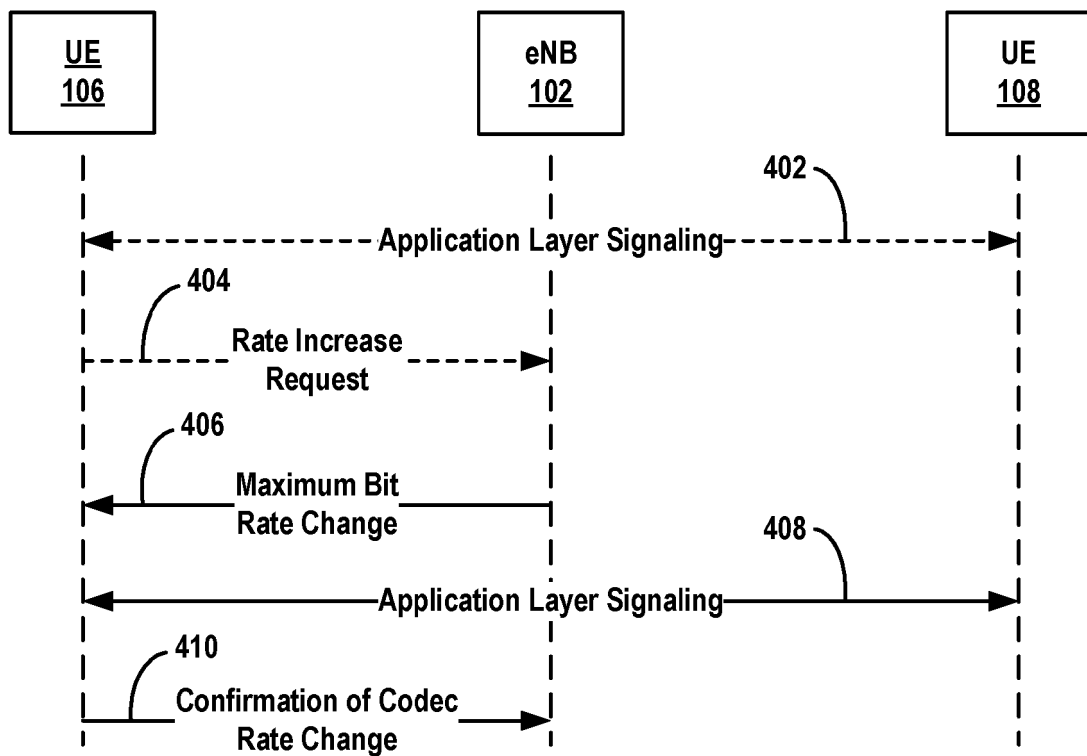 UE
106
eNB
102
UE
108
402
Application Layer Signaling
404
Rate Increase
Request
406
Maximum Bit
Rate Change
408
Application Layer Signaling
410
Confirmation of Codec
Rate Change